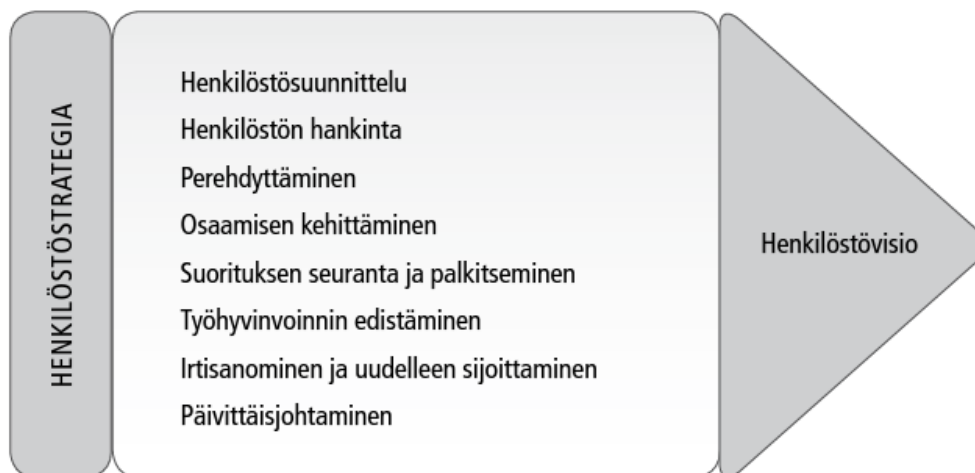 HENKILÖSTÖSTRATEGIA
Henkilöstösuunnittelu
Henkilöstön hankinta
Perehdyttäminen
Osaamisen kehittäminen
Suorituksen seuranta ja palkitseminen
Työhyvinvoinnin edistäminen
Irtisanominen ja uudelleen sijoittaminen
Päivittäisjohtaminen
Henkilöstövisio